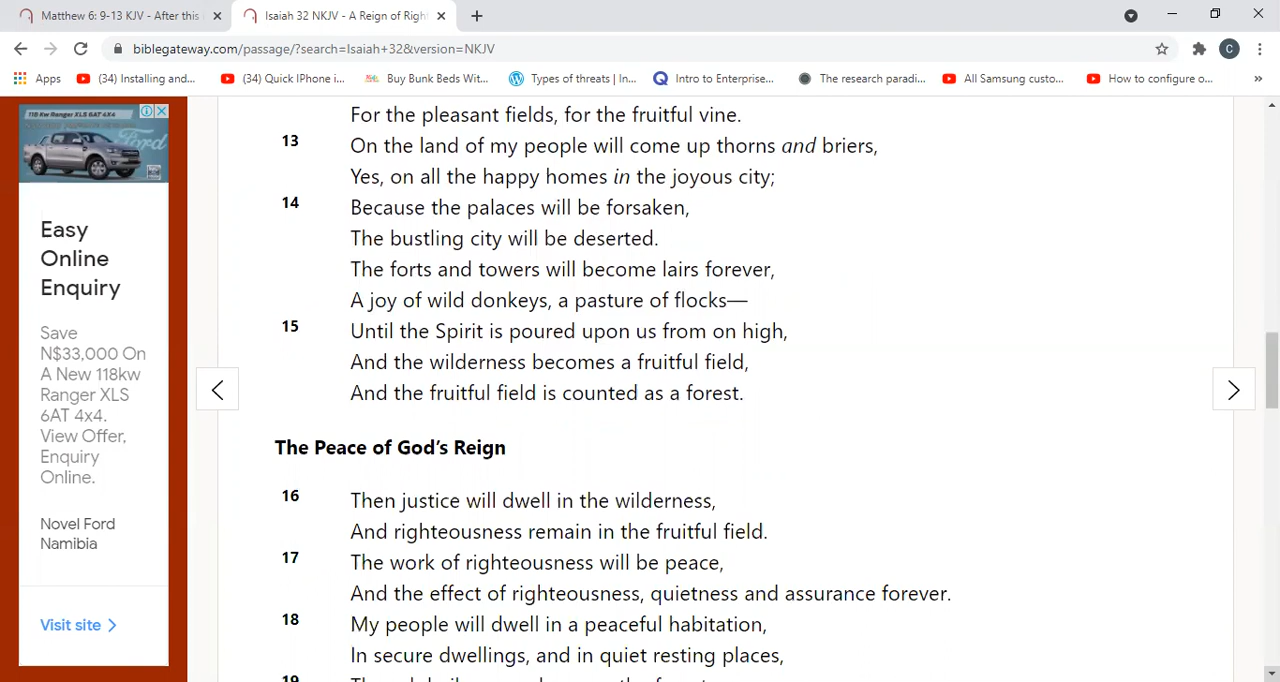 Matthew 6: 9-13 KJV - After this
Isaiah 32 NKJV - A Reign of Righ
biblegateway.com/passage/?search=Isaiah+32&version=NKJV
C
Apps
(34) Installing and...
(34) Quick IPhone i...
Buy Bunk Beds Wit...
Types of threats | In...
Intro to Enterprise...
The research paradi...
All Samsung custo...
How to configure o...
»
118 Kw Ranger XLS 6AT 4X4
Ford
Easy
Online
Enquiry
Save
N$33,000 On
A New 118kw
Ranger XLS
6AT 4x4.
View Offer,
Enquiry
Online.
Novel Ford
Namibia
Visit site
For the pleasant fields, for the fruitful vine.
13 On the land of my people will come up thorns and briers,
Yes, on all the happy homes in the joyous city;
14 Because the palaces will be forsaken,
The bustling city will be deserted.
The forts and towers will become lairs forever,
A joy of wild donkeys, a pasture of flocks—
15 Until the Spirit is poured upon us from on high,
And the wilderness becomes a fruitful field,
And the fruitful field is counted as a forest.
The Peace of God's Reign
16 Then justice will dwell in the wilderness,
And righteousness remain in the fruitful field.
17 The work of righteousness will be peace,
And the effect of righteousness, quietness and assurance forever.
18 My people will dwell in a peaceful habitation,
In secure dwellings, and in quiet resting places,
19